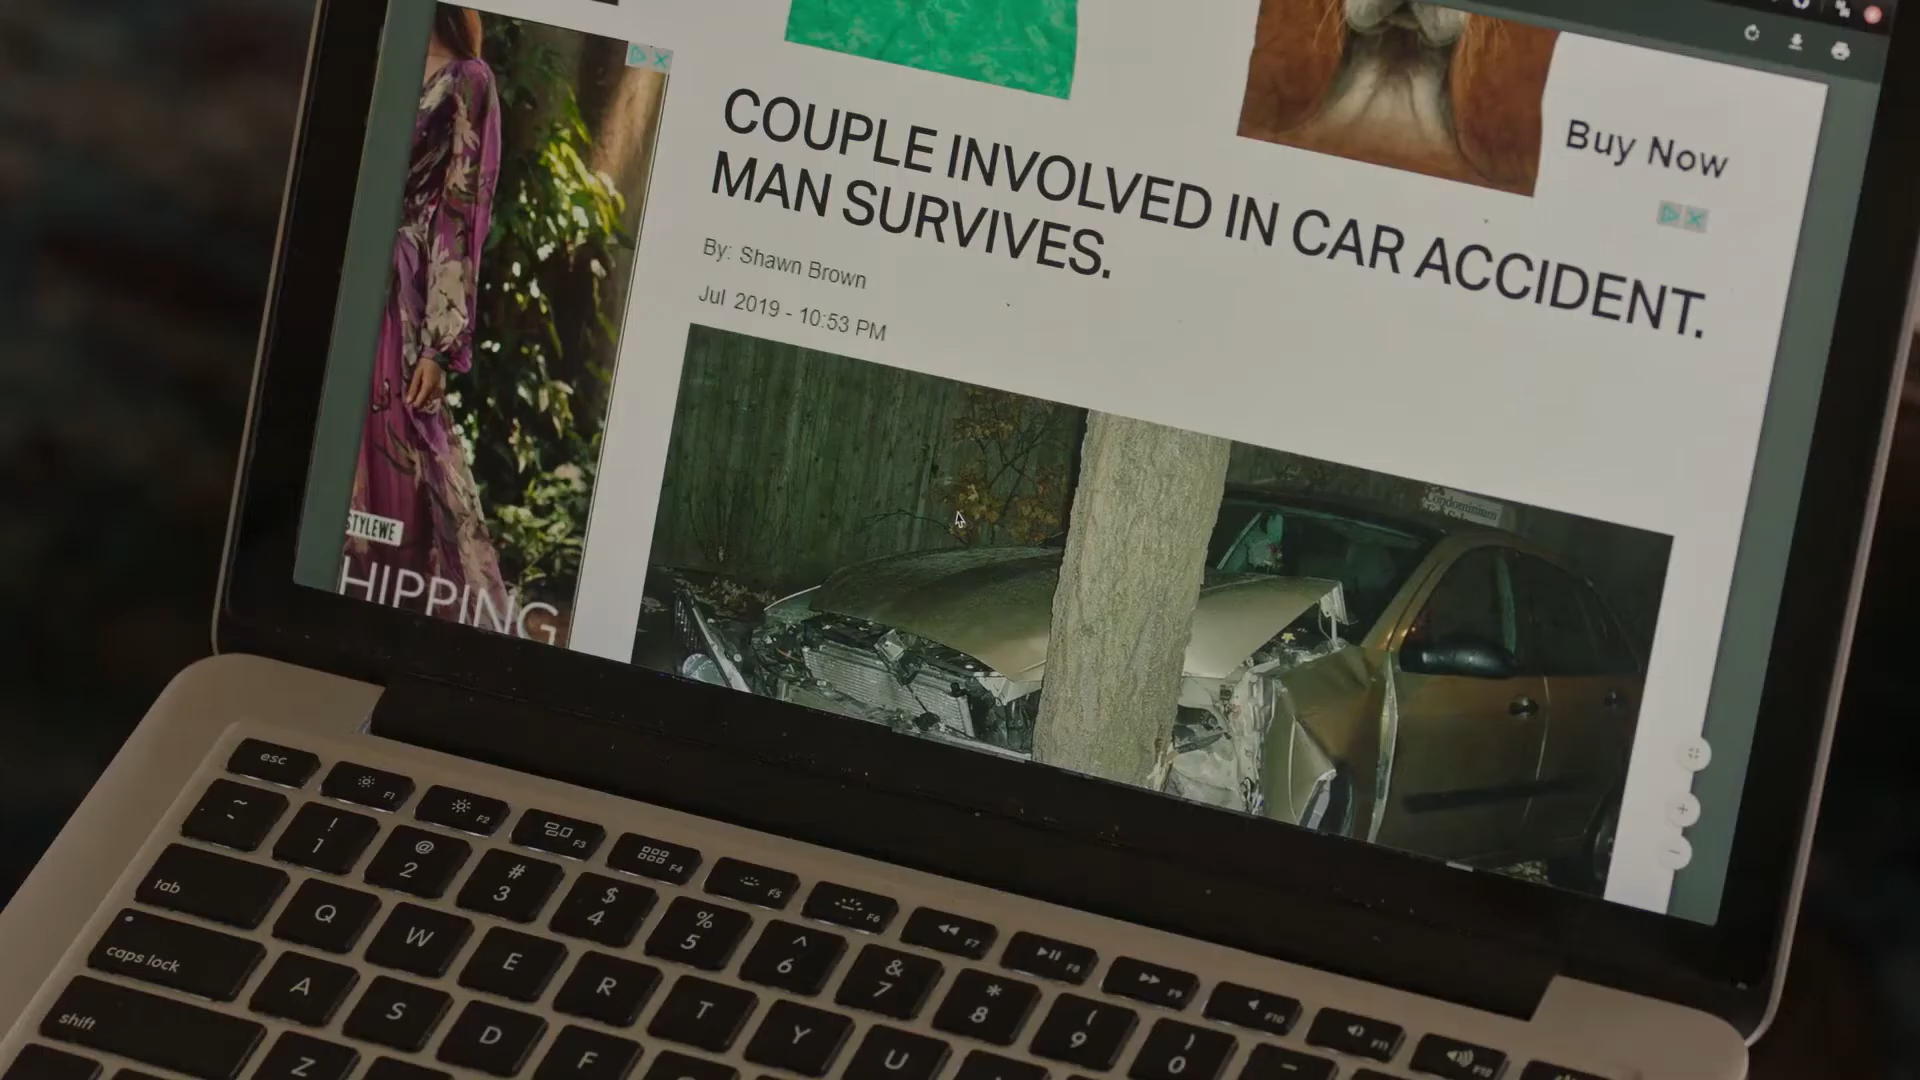 Buy Now
COUPLE INVOLVED IN CAR ACCIDENT.
MAN SURVIVES.
By: Shawn Brown
Jul 2019 - 10:53 PM
Condominium
STYLEWE
HIPPING
esc
F1
F2
F3
F4
F5
F6
F7
F8
F9
F10
F11
F12
~
! 1
@ 2
# 3
$ 4
% 5
^ 6
& 7
* 8
( 9
) 0
tab
Q W E R T Y U
caps lock
A S D F
shift
Z